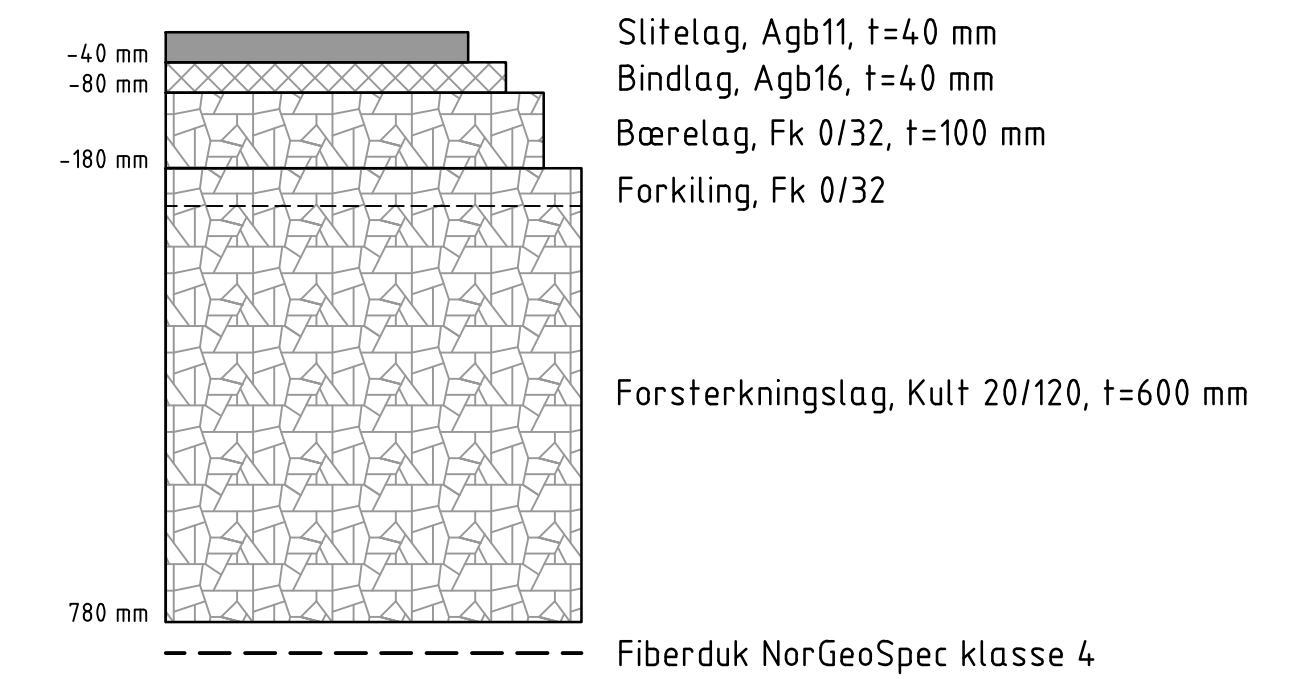 Slitelag, Agb11, t=40 mm
-40 mm
Bindlag, Agb16, t=40 mm
-80 mm
Bærelag, Fk 0/32, t=100 mm
-180 mm
Forkiling, Fk 0/32
Forsterkningslag, Kult 20/120, t=600 mm
780 mm
Fiberduk NorGeoSpec klasse 4